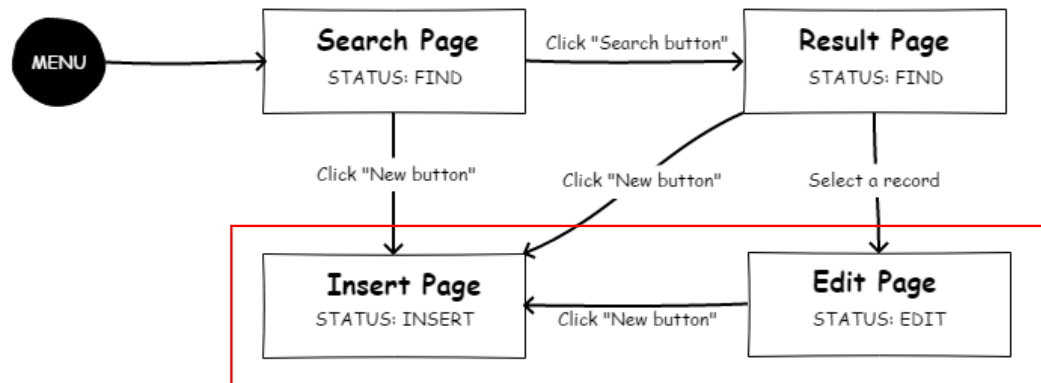 MENU
Search Page
STATUS: FIND
Click "Search button"
Result Page
STATUS: FIND
Click "New button"
Click "New button"
Select a record
Insert Page
STATUS: INSERT
Click "New button"
Edit Page
STATUS: EDIT